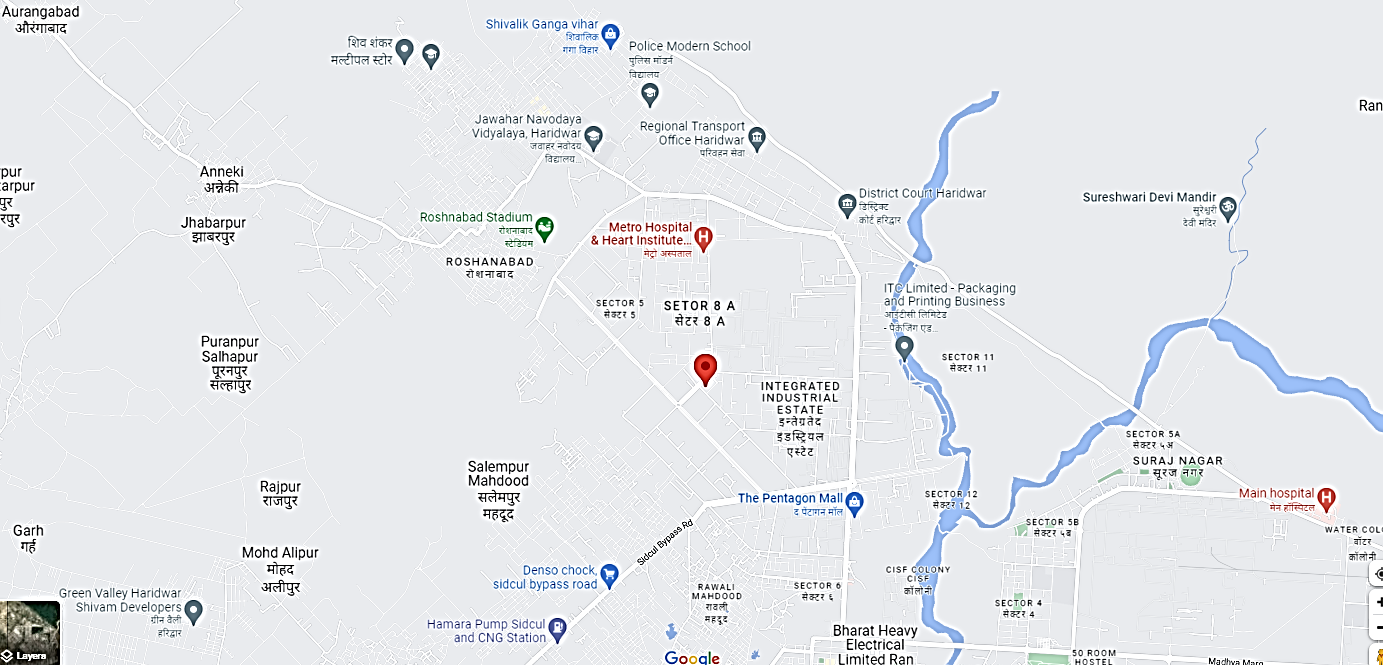 Aurangabad
औरंगाबाद
Shivalik Ganga vihar
शिवालिक
गंगा विहार
शिव शंकर
मल्टीपल स्टोर
Police Modern School
पुलिस मॉडर्न
विद्यालय
Jawahar Navodaya
Vidyalaya, Haridwar
जवाहर नवोदय
विद्यालय...
Regional Transport
Office Haridwar
परिवहन सेवा
Ran
Anneki
अन्नेकी
rpur
tarpur
पुर
रपुर
Jhabarpur
झाबरपुर
District Court Haridwar
डिस्ट्रिक्ट
कोर्ट हरिद्वार
Sureshwari Devi Mandir
सुरेश्वरी
देवी मंदिर
Roshnabad Stadium
रोशनाबाद
स्टेडियम
Metro Hospital
& Heart Institute...
मेट्रो अस्पताल
ROSHANABAD
रोशनाबाद
SECTOR 5
सेक्टर 5
SETOR 8 A
सेटर 8 A
ITC Limited - Packaging
and Printing Business
आईटीसी लिमिटेड
- पैकेजिंग एंड...
SECTOR 11
सेक्टर 11
Puranpur
Salhapur
पूरनपुर
सल्हापुर
INTEGRATED
INDUSTRIAL
ESTATE
इन्तेग्रतेद
इंडस्ट्रियल
एस्टेट
SECTOR 5A
सेक्टर ५अ
SURAJ NAGAR
सूरज नगर
Salempur
Mahdood
सलेमपुर
महदूद
Rajpur
राजपुर
The Pentagon Mall
द पेंटागन मॉल
SECTOR 12
सेक्टर 12
Main hospital
मेन हॉस्पिटल
SECTOR 5B
सेक्टर ५ब
WATER COLO
वॉटर
कॉलोनी
Garh
गर्ह
Sidcul Bypass Rd
Mohd Alipur
मोहद
अलीपुर
Denso chock,
sidcul bypass road
CISF COLONY
CISF
कॉलोनी
RAWALI
MAHDOOD
रावली
महदूद
SECTOR 6
सेक्टर ६
SECTOR 4
सेक्टर 4
Green Valley Haridwar
Shivam Developers
ग्रीन वैली
हरिद्वार
Hamara Pump Sidcul
and CNG Station
Bharat Heavy
Electrical
Limited Ran
50 ROOM
HOSTEL
Madhya Marg
Layers
Google